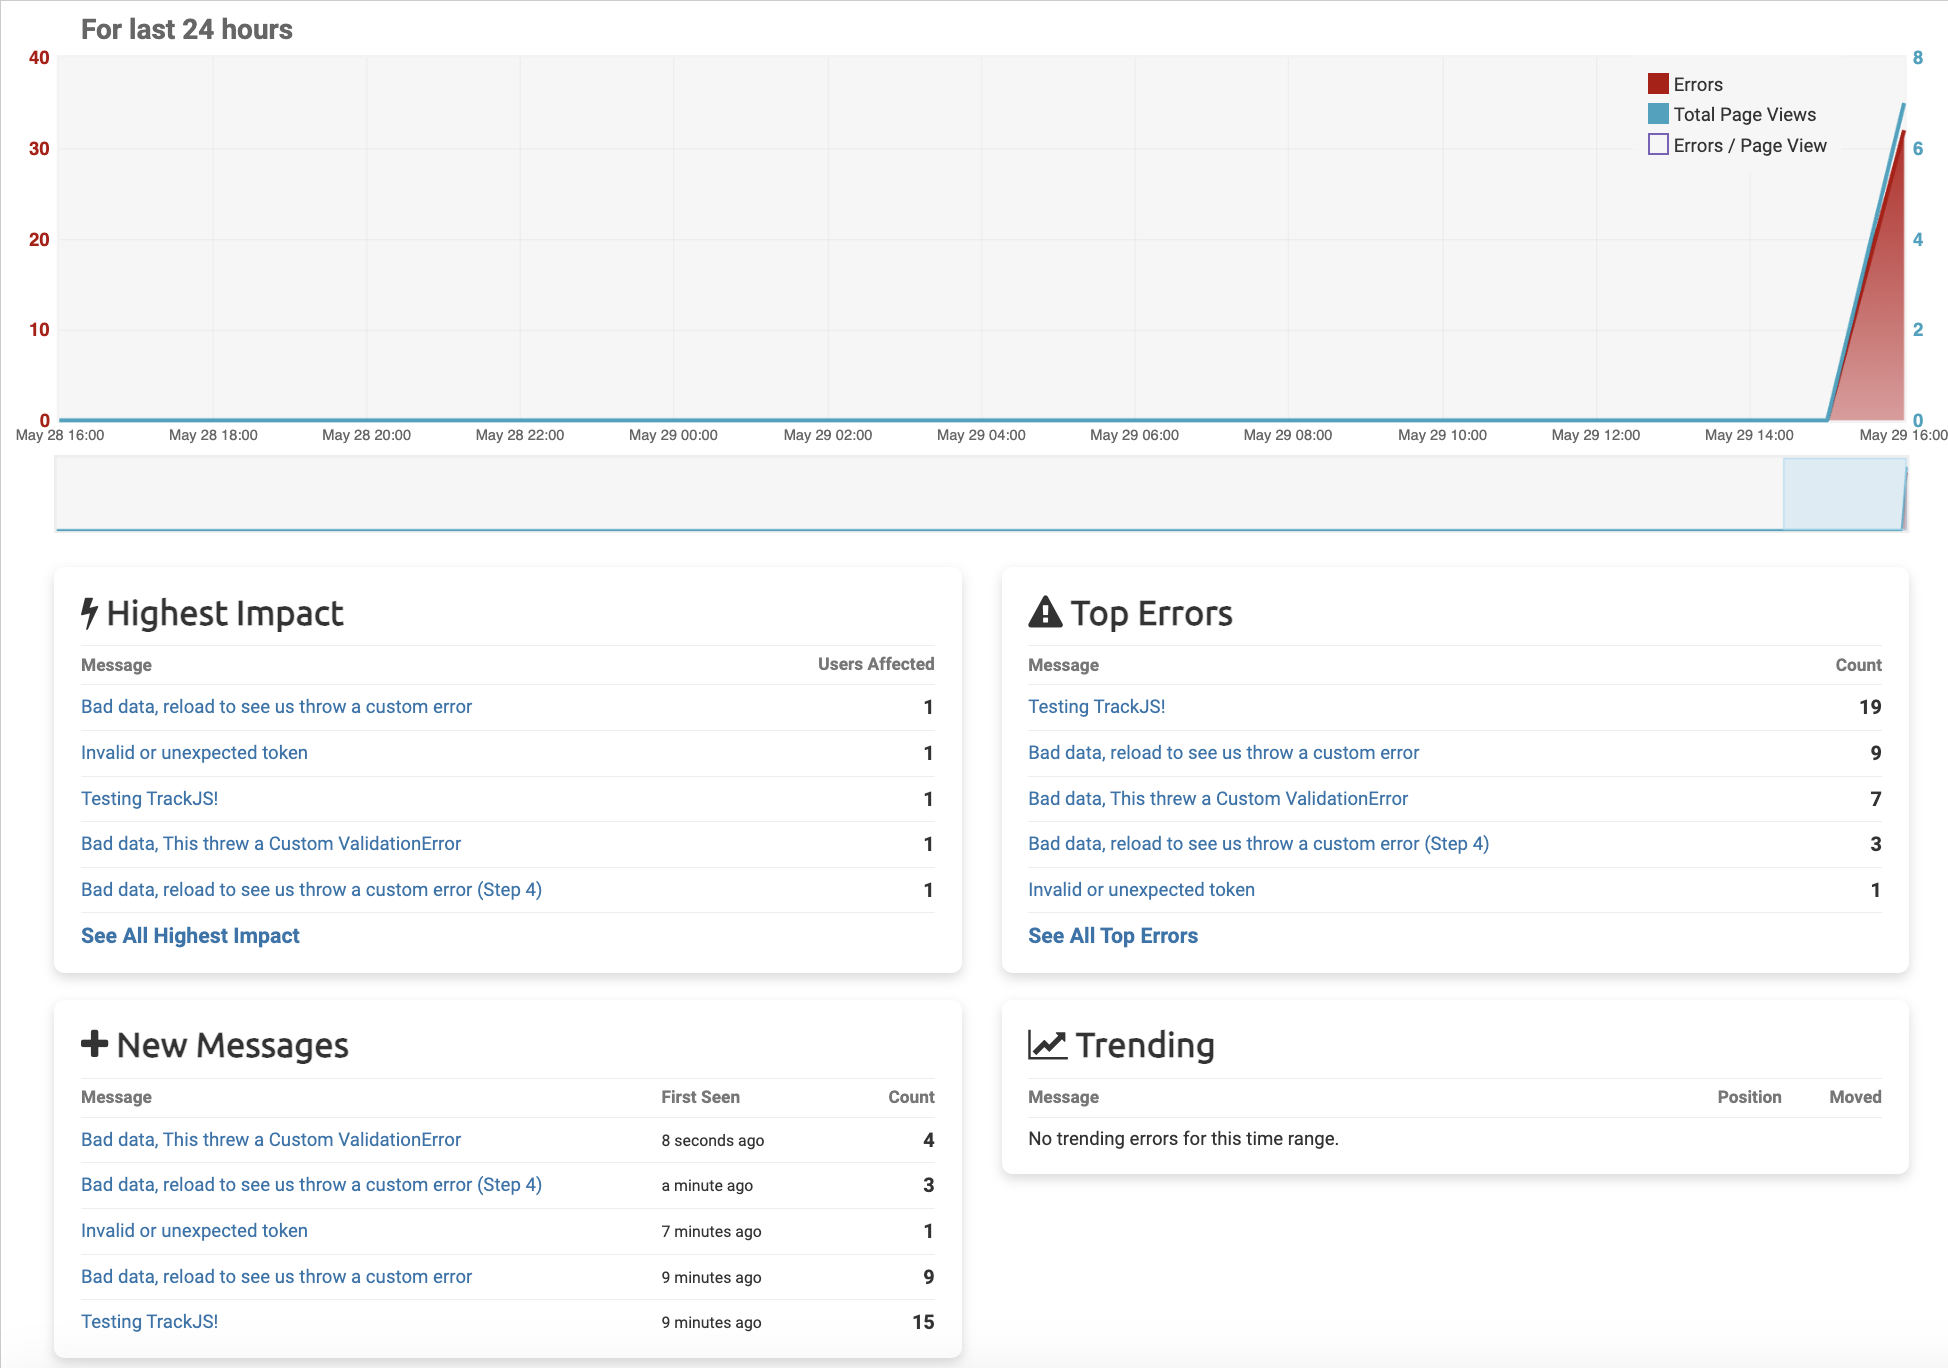 For last 24 hours
40
30
20
10
0
8
6
4
2
0
Errors
Total Page Views
Errors / Page View
May 28 16:00 May 28 18:00 May 28 20:00 May 28 22:00 May 29 00:00 May 29 02:00 May 29 04:00 May 29 06:00 May 29 08:00 May 29 10:00 May 29 12:00 May 29 14:00 May 29 16:00
Highest Impact
Message Users Affected
Bad data, reload to see us throw a custom error 1
Invalid or unexpected token 1
Testing TrackJS! 1
Bad data, This threw a Custom ValidationError 1
Bad data, reload to see us throw a custom error (Step 4) 1
See All Highest Impact
Top Errors
Message Count
Testing TrackJS! 19
Bad data, reload to see us throw a custom error 9
Bad data, This threw a Custom ValidationError 7
Bad data, reload to see us throw a custom error (Step 4) 3
Invalid or unexpected token 1
See All Top Errors
New Messages
Message First Seen Count
Bad data, This threw a Custom ValidationError 8 seconds ago 4
Bad data, reload to see us throw a custom error (Step 4) a minute ago 3
Invalid or unexpected token 7 minutes ago 1
Bad data, reload to see us throw a custom error 9 minutes ago 9
Testing TrackJS! 9 minutes ago 15
Trending
Message Position Moved
No trending errors for this time range.